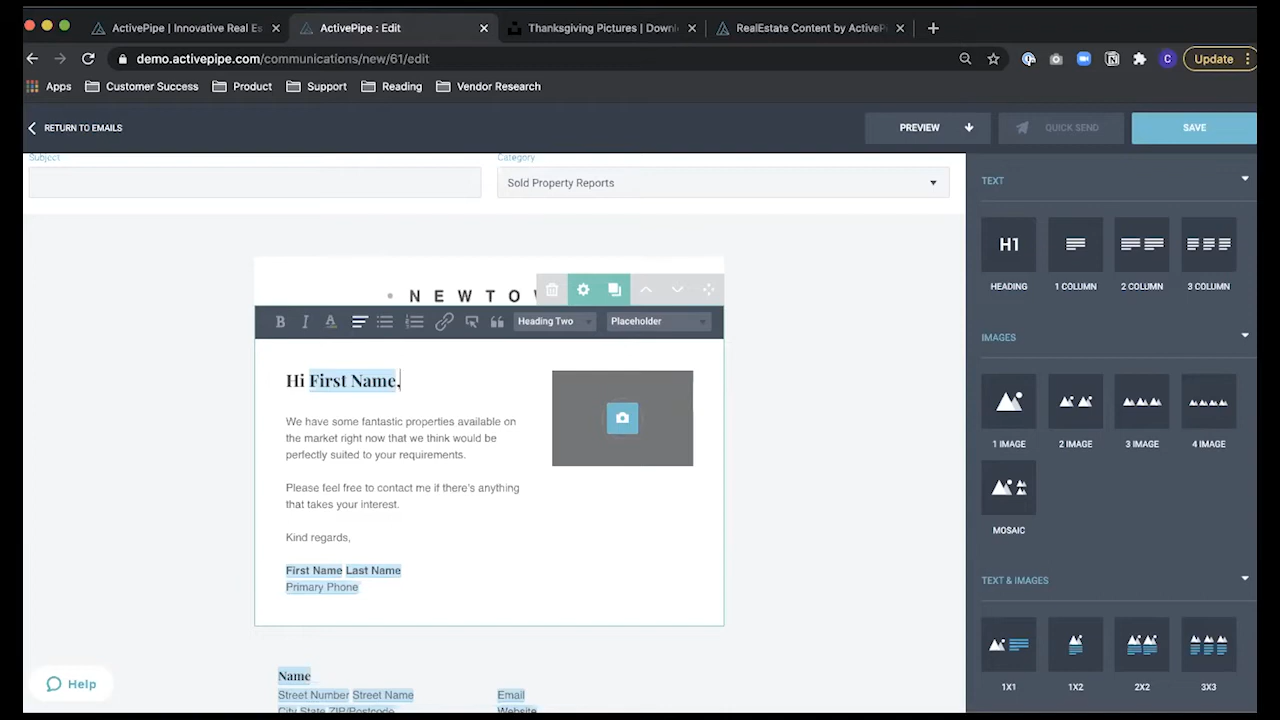 ActivePipe | Innovative Real Es
ActivePipe : Edit
Thanksgiving Pictures | Downl
RealEstate Content by ActiveP
demo.activepipe.com/communications/new/61/edit
C
Update
Apps
Customer Success
Product
Support
Reading
Vendor Research
RETURN TO EMAILS
PREVIEW
QUICK SEND
SAVE
Subject
Category
Sold Property Reports
TEXT
H1
HEADING
1 COLUMN
2 COLUMN
3 COLUMN
NEWTO
B I A
Heading Two
Placeholder
Hi First Name,
We have some fantastic properties available on
the market right now that we think would be
perfectly suited to your requirements.
Please feel free to contact me if there's anything
that takes your interest.
Kind regards,
First Name Last Name
Primary Phone
IMAGES
1 IMAGE
2 IMAGE
3 IMAGE
4 IMAGE
MOSAIC
TEXT & IMAGES
1X1
1X2
2X2
3X3
Name
Street Number Street Name
City State ZIP/Postcode
Email
Website
Help